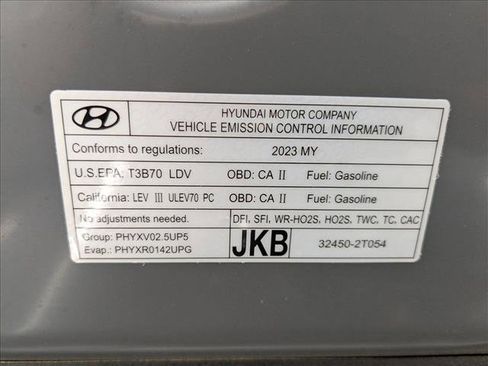 HYUNDAI MOTOR COMPANY
VEHICLE EMISSION CONTROL INFORMATION
Conforms to regulations: 2023 MY
U.S.EPA: T3B70 LDV OBD: CA II Fuel: Gasoline
California: LEV III ULEV70 PC OBD: CA II Fuel: Gasoline
No adjustments needed. DFI, SFI, WR-HO2S, HO2S, TWC, TC, CAC
Group: PHYXV02.5UP5
Evap.: PHYXR0142UPG
JKB
32450-2T054